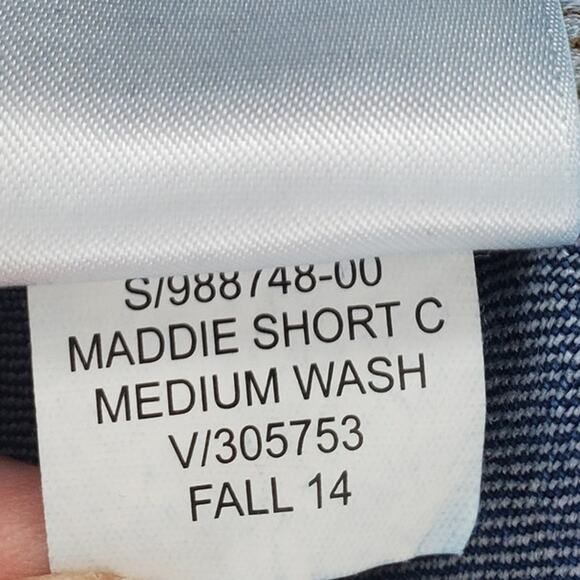 S/988748-00
MADDIE SHORT C
MEDIUM WASH
V/305753
FALL 14